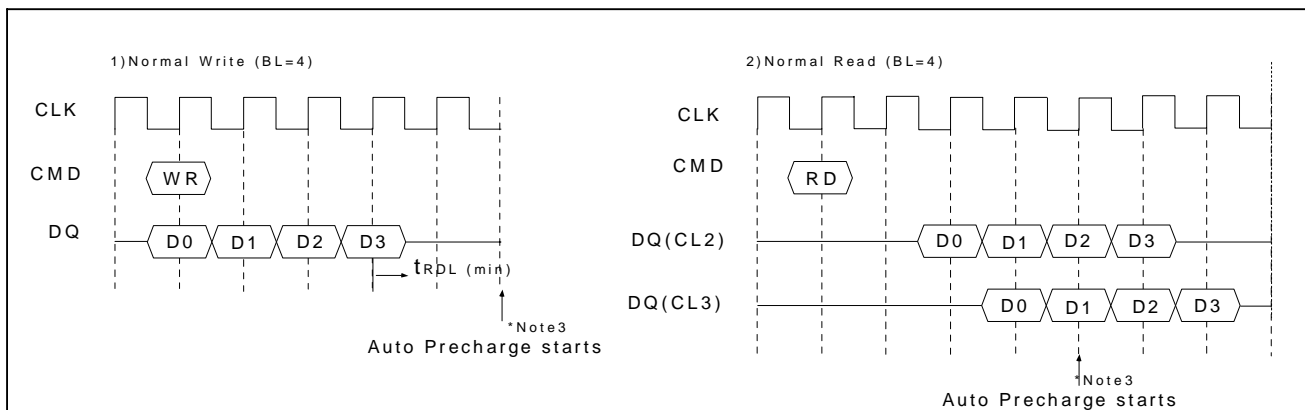 1)Normal Write (BL=4)
CLK
CMD
WR
DQ
D0 D1 D2 D3
tRDL (min)
*Note3
Auto Precharge starts
2)Normal Read (BL=4)
CLK
CMD
RD
DQ(CL2)
D0 D1 D2 D3
DQ(CL3)
D0 D1 D2 D3
*Note3
Auto Precharge starts